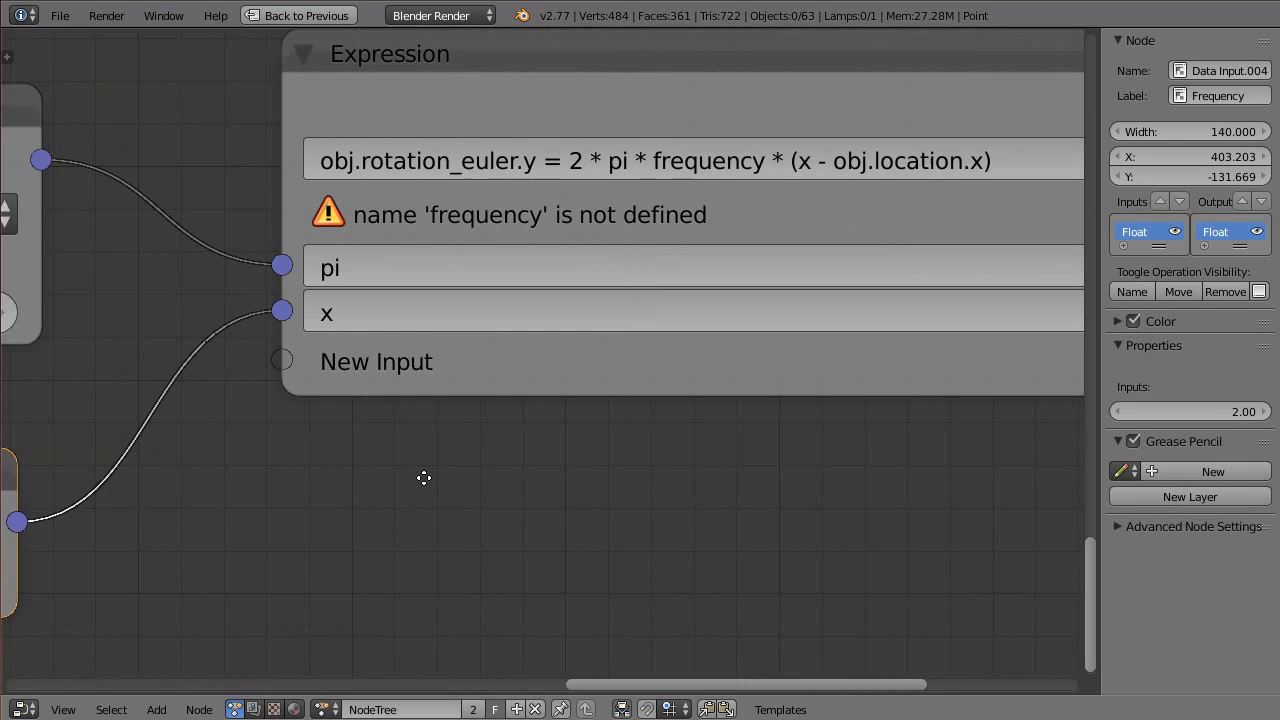 File Render Window Help Back to Previous Blender Render v2.77 | Verts:484 | Faces:361 | Tris:722 | Objects:0/63 | Lamps:0/1 | Mem:27.28M | Point
Expression
obj.rotation_euler.y = 2 * pi * frequency * (x - obj.location.x)
name 'frequency' is not defined
pi
x
New Input
Node
Name: Data Input.004
Label: Frequency
Width: 140.000
X: 403.203
Y: -131.669
Inputs Output
Float Float
Toogle Operation Visibility:
Name Move Remove
Color
Properties
Inputs:
2.00
Grease Pencil
New
New Layer
Advanced Node Settings
View Select Add Node NodeTree 2 F Templates